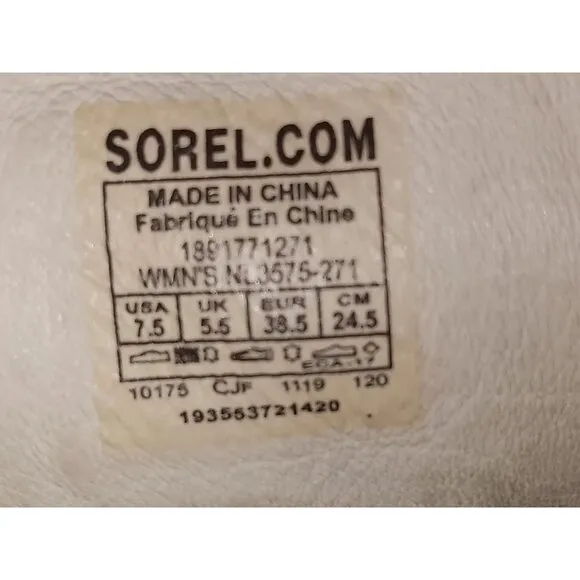 SOREL.COM
MADE IN CHINA
Fabriqué En Chine
1891771271
WMN'S NL3575-271
USA UK EUR CM
7.5 5.5 38.5 24.5
10175 CJF 1119 120
193563721420